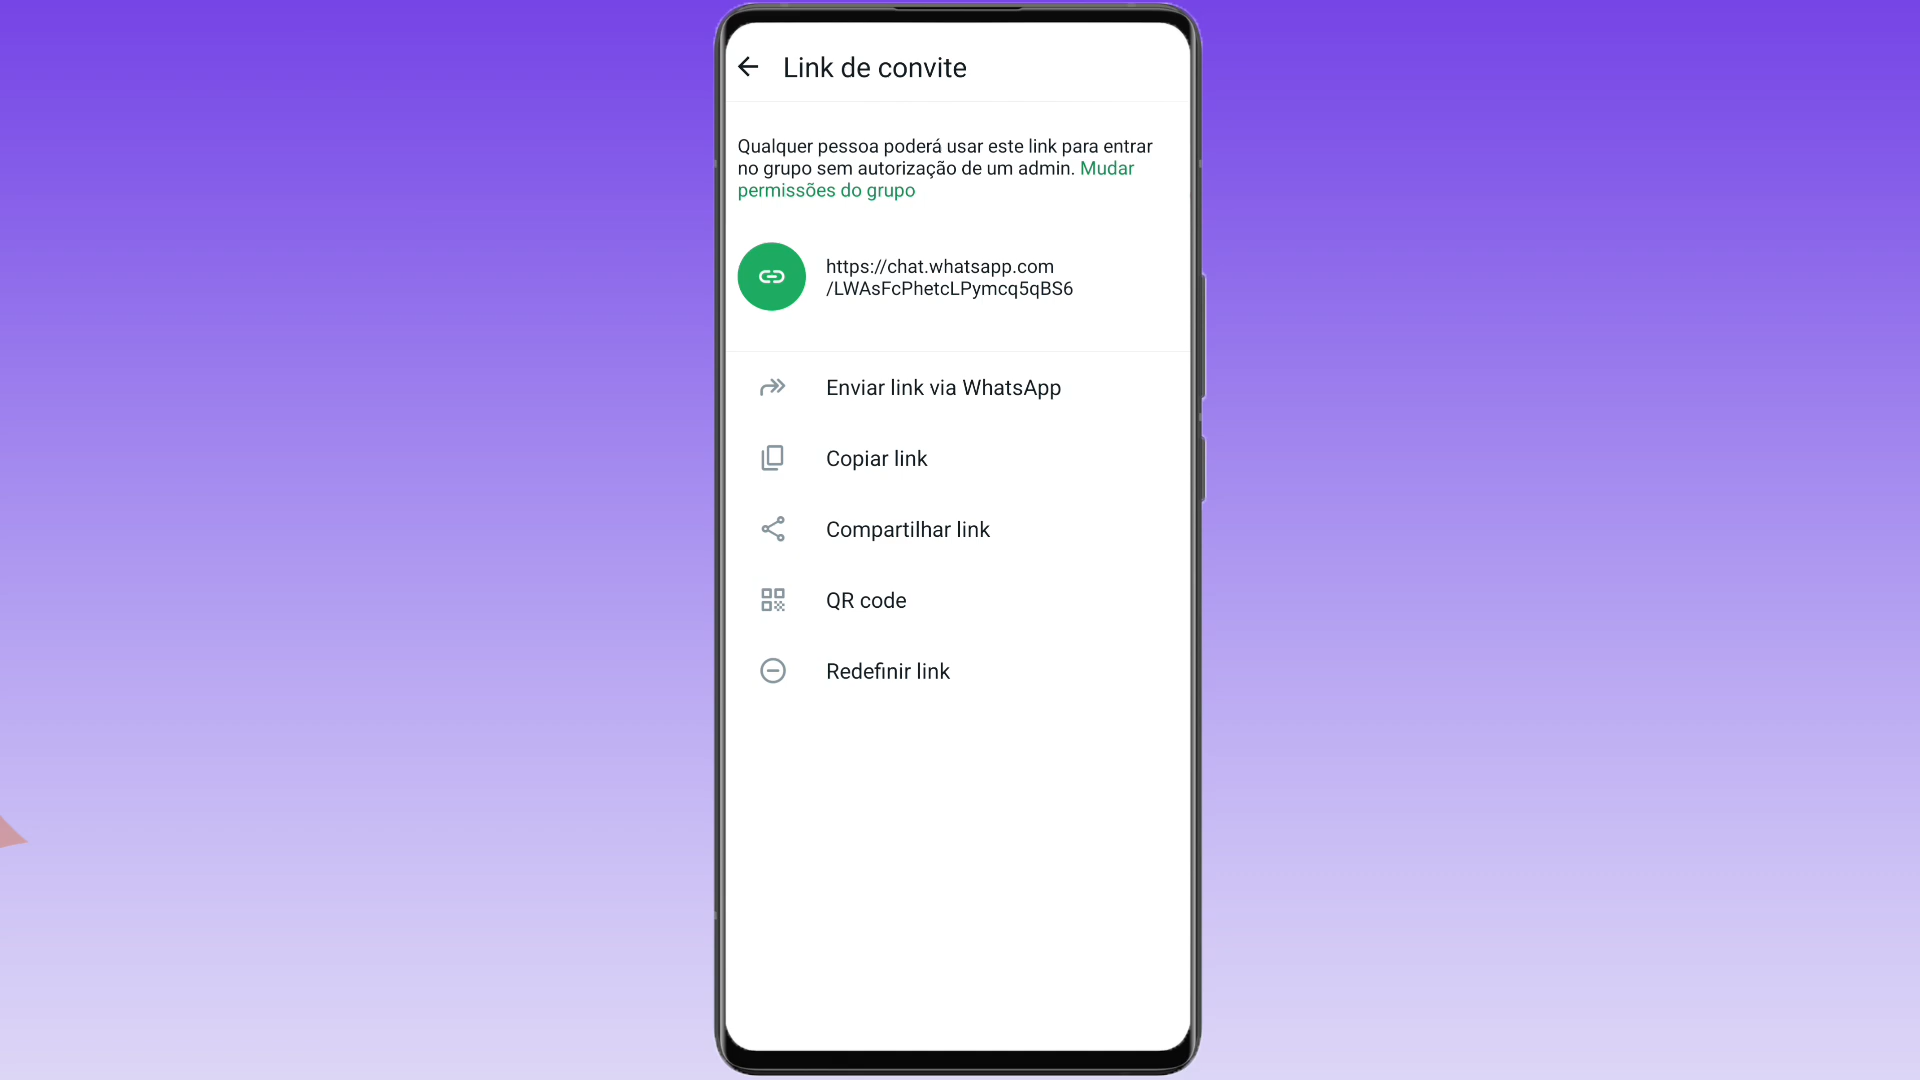 Link de convite
Qualquer pessoa poderá usar este link para entrar
no grupo sem autorização de um admin. Mudar
permissões do grupo
https://chat.whatsapp.com
/LWAsFcPhetcLPymcq5qBS6
Enviar link via WhatsApp
Copiar link
Compartilhar link
QR code
Redefinir link